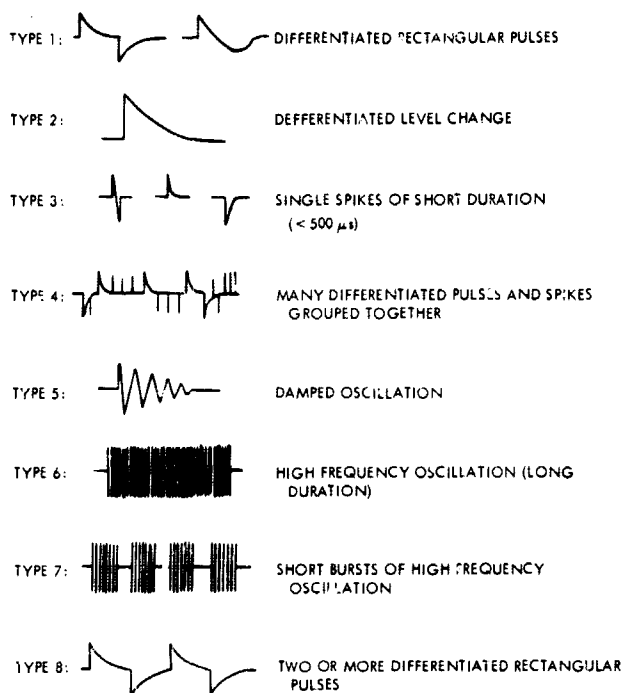 TYPE 1: DIFFERENTIATED RECTANGULAR PULSES
TYPE 2: DEFFERENTIATED LEVEL CHANGE
TYPE 3: SINGLE SPIKES OF SHORT DURATION
(< 500 μs)
TYPE 4: MANY DIFFERENTIATED PULSES AND SPIKES
GROUPED TOGETHER
TYPE 5: DAMPED OSCILLATION
TYPE 6: HIGH FREQUENCY OSCILLATION (LONG
DURATION)
TYPE 7: SHORT BURSTS OF HIGH FREQUENCY
OSCILLATION
TYPE 8: TWO OR MORE DIFFERENTIATED RECTANGULAR
PULSES